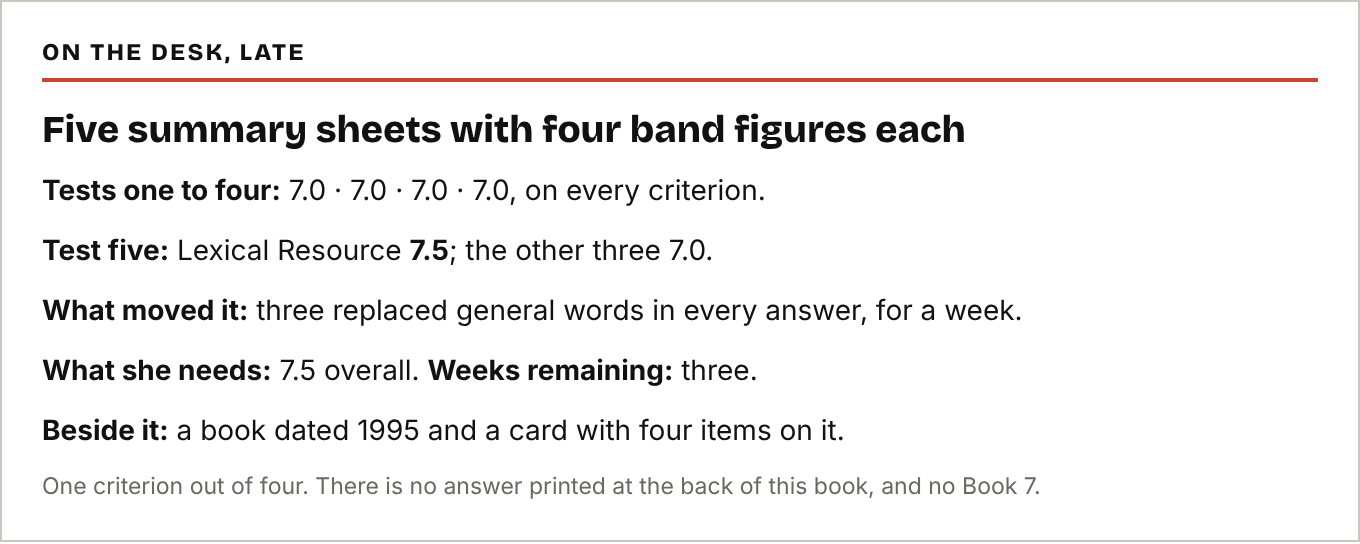 ON THE DESK, LATE
Five summary sheets with four band figures each
Tests one to four: 7.0 · 7.0 · 7.0 · 7.0, on every criterion.
Test five: Lexical Resource 7.5; the other three 7.0.
What moved it: three replaced general words in every answer, for a week.
What she needs: 7.5 overall. Weeks remaining: three.
Beside it: a book dated 1995 and a card with four items on it.
One criterion out of four. There is no answer printed at the back of this book, and no Book 7.